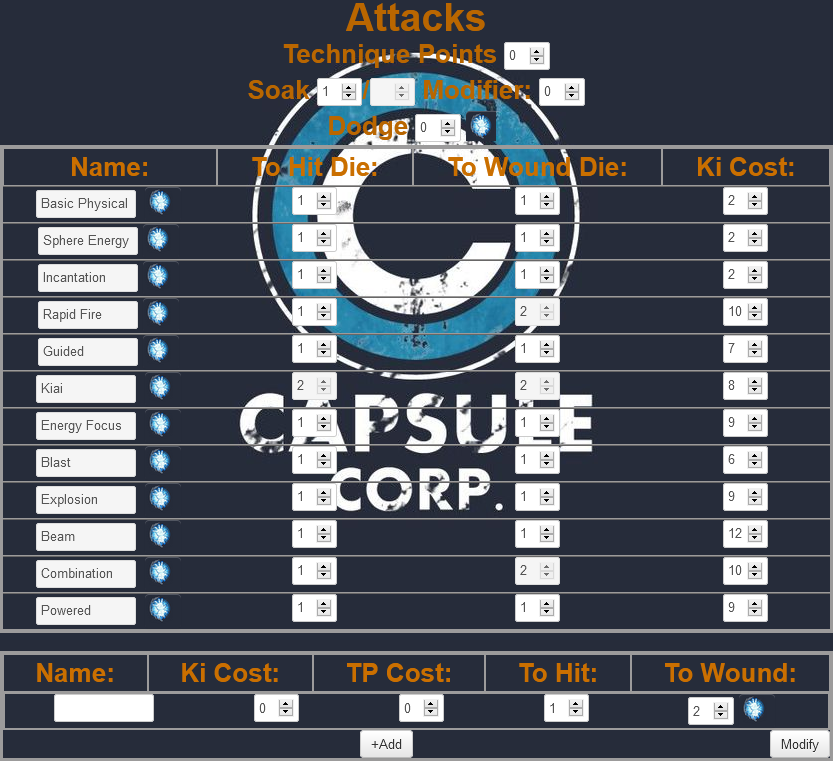 Attacks
Technique Points 0
Soak 1 / Modifier: 0
Dodge 0
Name: To Hit Die: To Wound Die: Ki Cost:
Basic Physical 1 1 2
Sphere Energy 1 1 2
Incantation 1 1 2
Rapid Fire 1 2 10
Guided 1 1 7
Kiai 2 2 8
CAPSULE
Energy Focus 1 1 9
Blast 1 1 6
CORP.
Explosion 1 1 9
Beam 1 1 12
Combination 1 2 10
Powered 1 1 9
Name: Ki Cost: TP Cost: To Hit: To Wound:
0 0 1 2
+Add Modify